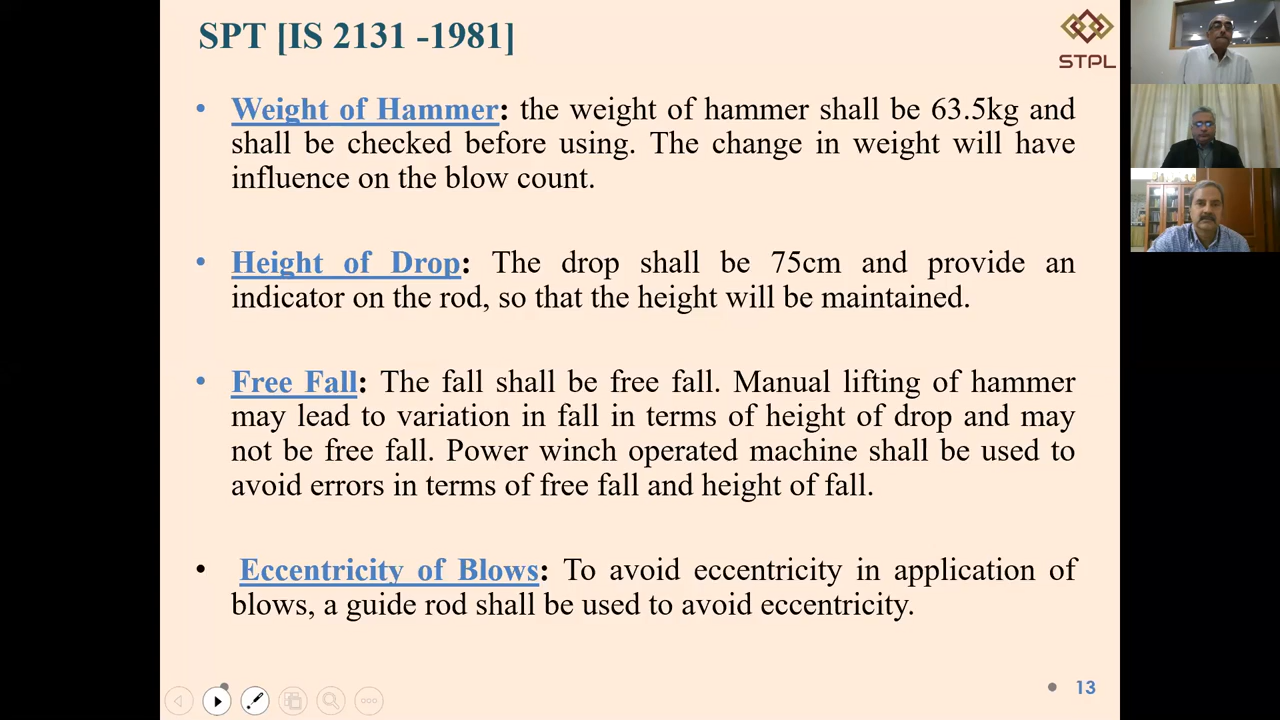 SPT [IS 2131 -1981]
STPL
• Weight of Hammer: the weight of hammer shall be 63.5kg and
shall be checked before using. The change in weight will have
influence on the blow count.
• Height of Drop: The drop shall be 75cm and provide an
indicator on the rod, so that the height will be maintained.
• Free Fall: The fall shall be free fall. Manual lifting of hammer
may lead to variation in fall in terms of height of drop and may
not be free fall. Power winch operated machine shall be used to
avoid errors in terms of free fall and height of fall.
• Eccentricity of Blows: To avoid eccentricity in application of
blows, a guide rod shall be used to avoid eccentricity.
13